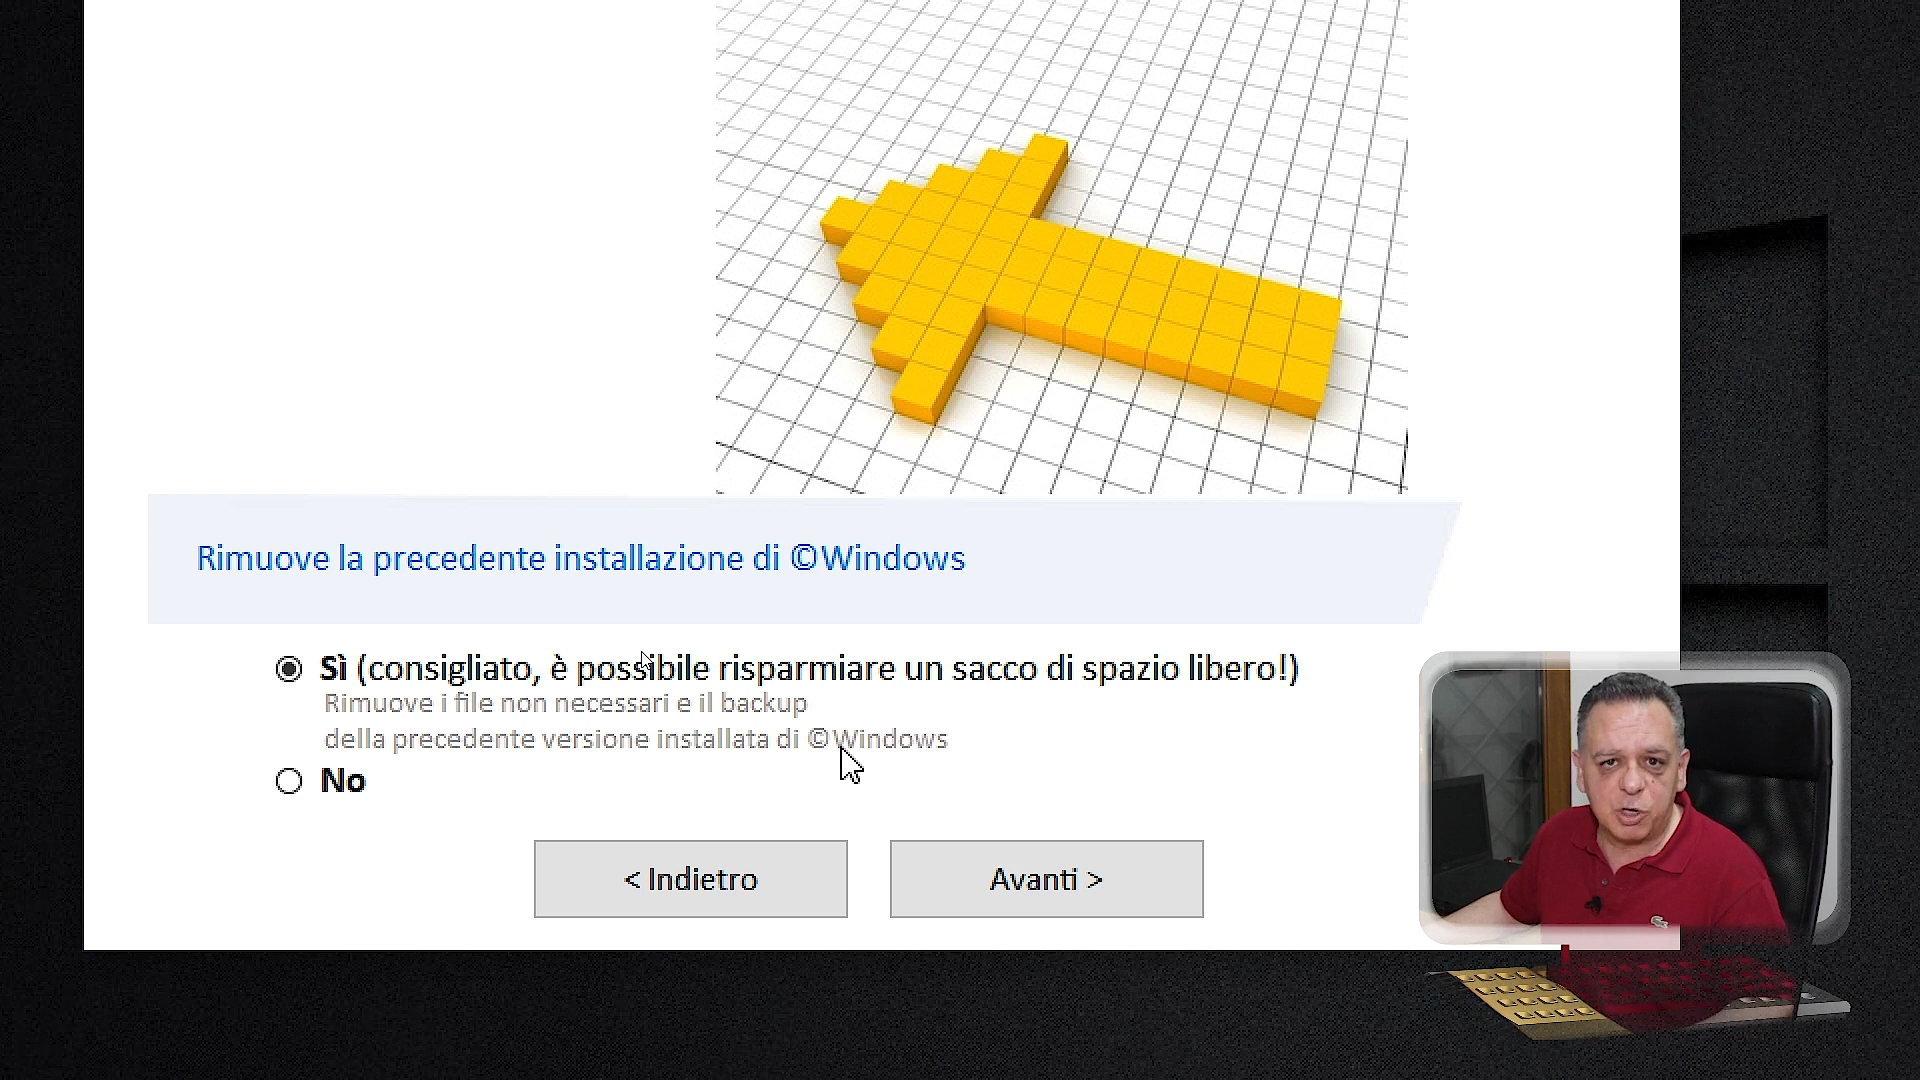 Rimuove la precedente installazione di ©Windows
Sì (consigliato, è possibile risparmiare un sacco di spazio libero!)
Rimuove i file non necessari e il backup
della precedente versione installata di ©Windows
No
< Indietro
Avanti >